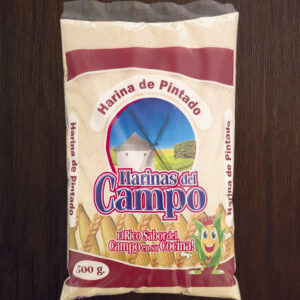 Harina de Pintado
Harina de Pintado
Harina de Pintado
Harinas del
Campo
El Rico Sabor del
Campo en su Cocina!
500 g.